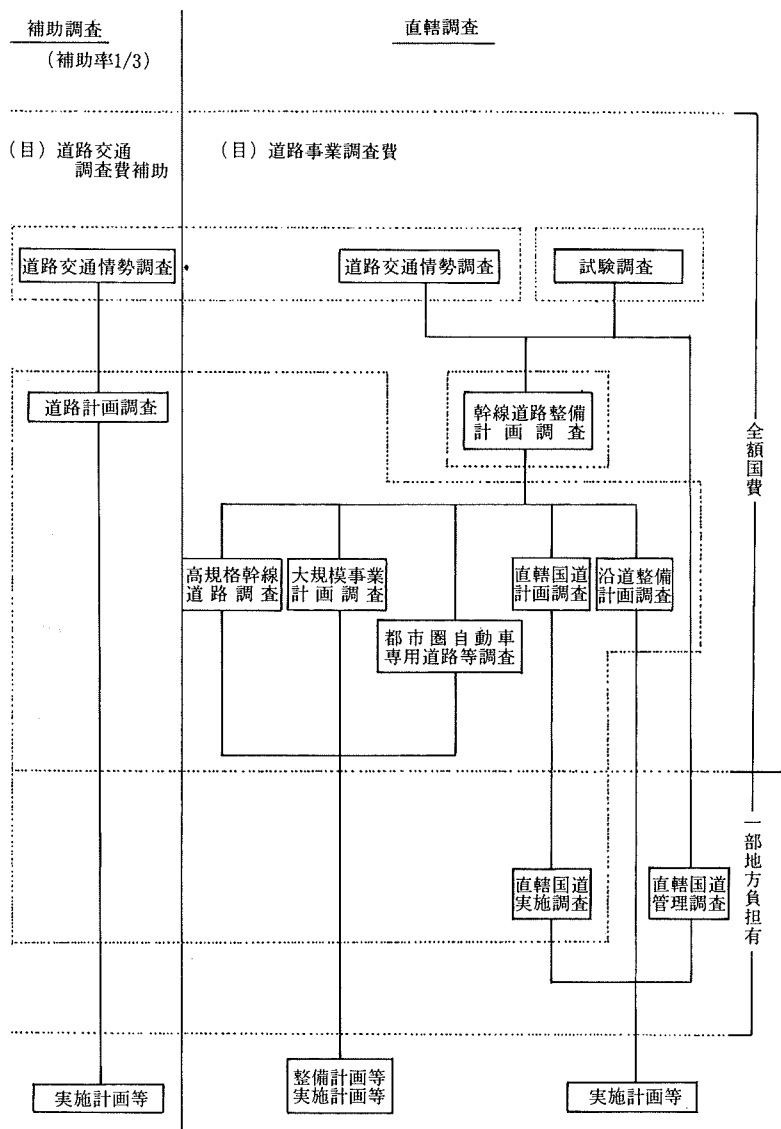 補助調査
(補助率1/3)
直轄調査
(目) 道路交通
調査費補助
(目) 道路事業調査費
道路交通情勢調査
道路交通情勢調査
試験調査
道路計画調査
幹線道路整備
計画調査
全額国費
高規格幹線
道路調査
大規模事業
計画調査
都市圏自動車
専用道路等調査
直轄国道
計画調査
沿道整備
計画調査
直轄国道
実施調査
直轄国道
管理調査
一部地方負担有
実施計画等
整備計画等
実施計画等
実施計画等